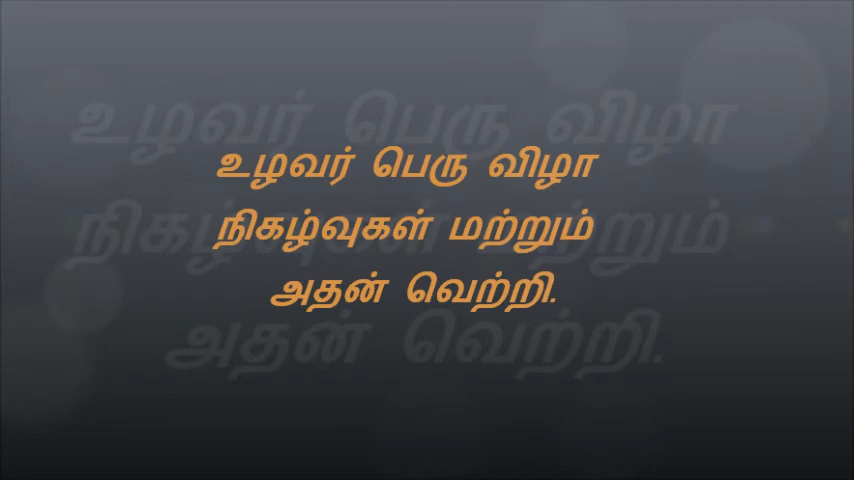 உழவர் பெரு விழா
நிகழ்வுகள் மற்றும்
அதன் வெற்றி.